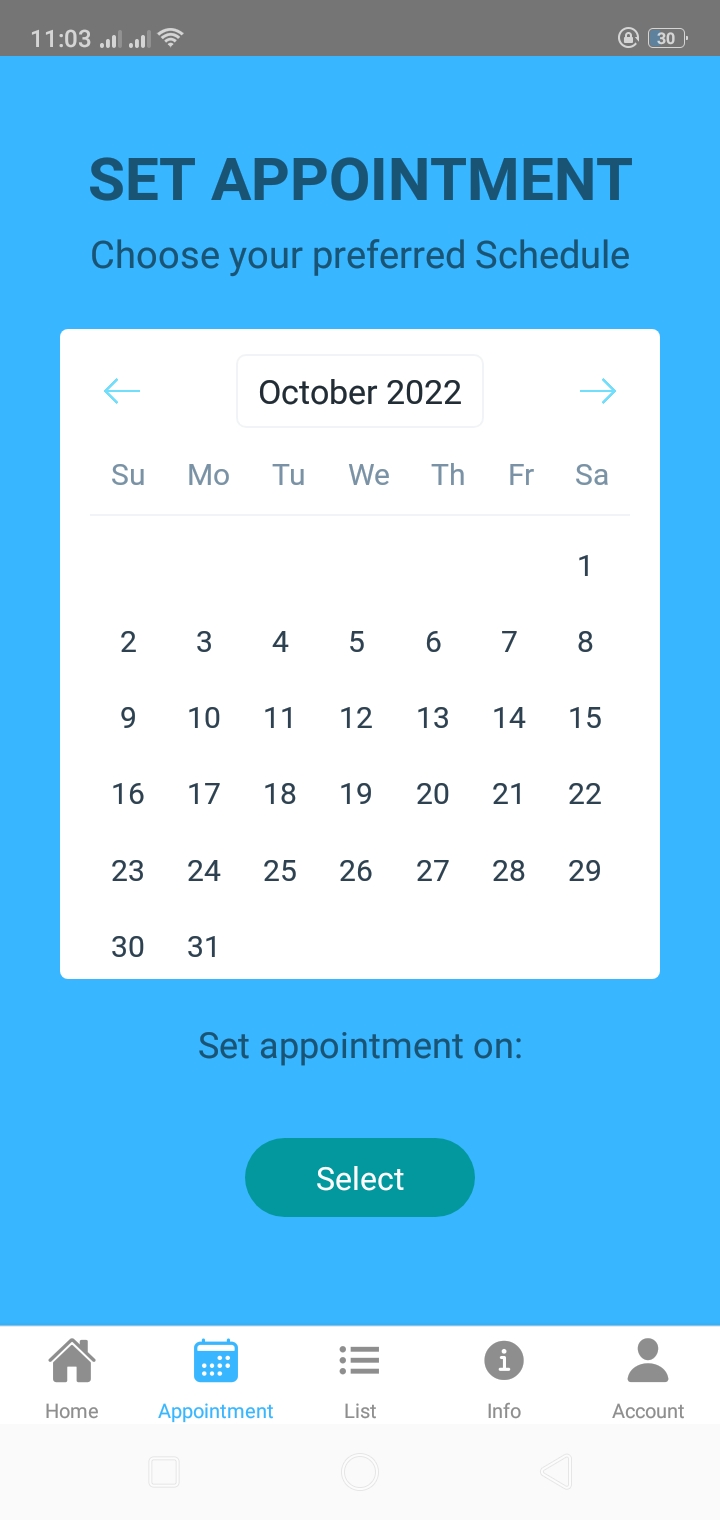 11:03
30
SET APPOINTMENT
Choose your preferred Schedule
October 2022
Su Mo Tu We Th Fr Sa
1
2 3 4 5 6 7 8
9 10 11 12 13 14 15
16 17 18 19 20 21 22
23 24 25 26 27 28 29
30 31
Set appointment on:
Select
Home Appointment List Info Account